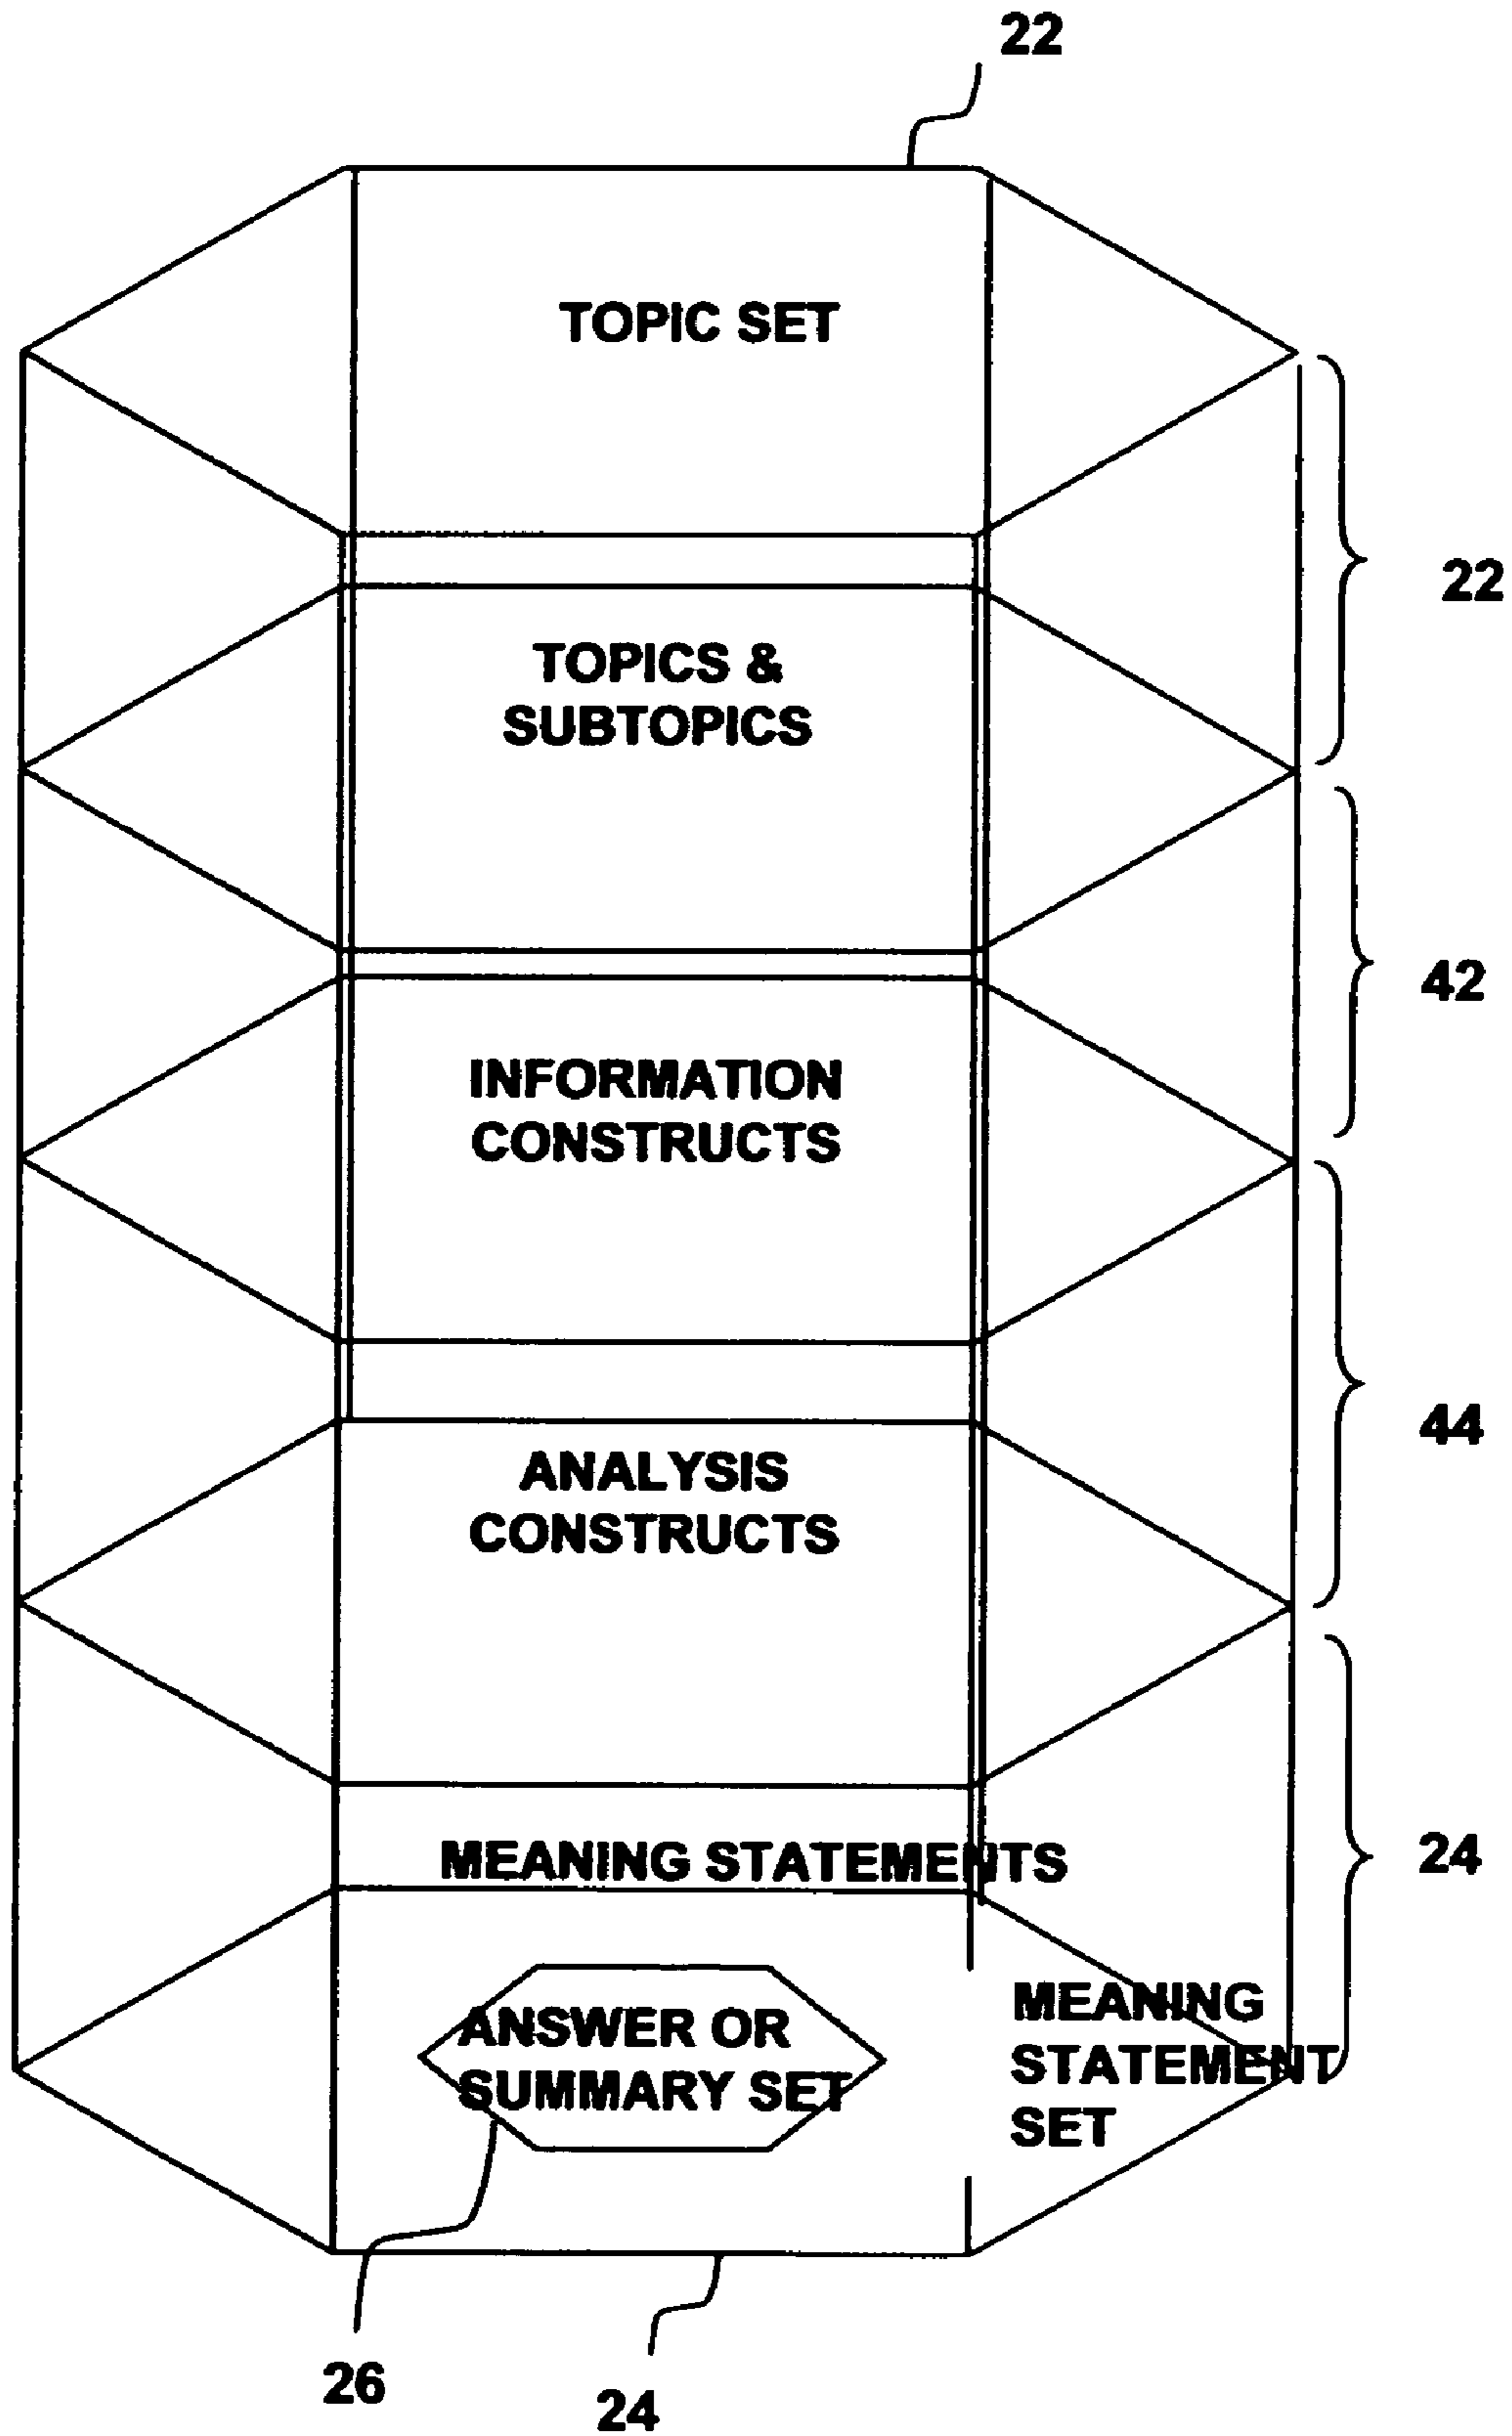 22
TOPIC SET
22
TOPICS &
SUBTOPICS
42
INFORMATION
CONSTRUCTS
44
ANALYSIS
CONSTRUCTS
24
MEANING STATEMENTS
ANSWER OR
SUMMARY SET
MEANING
STATEMENT
SET
26
24